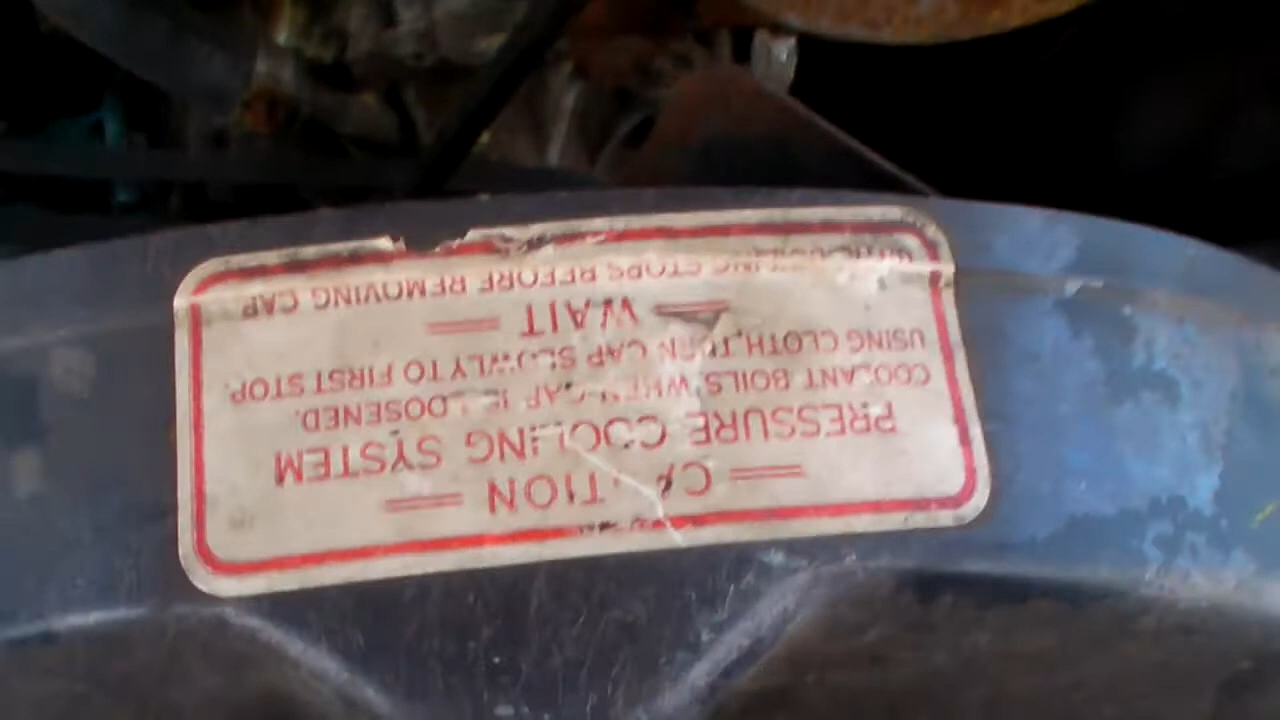 CAUTION
PRESSURE COOLING SYSTEM
COOLANT BOILS WHEN CAP IS LOOSENED.
USING CLOTH, TURN CAP SLOWLY TO FIRST STOP.
WAIT
STOPS BEFORE REMOVING CAP